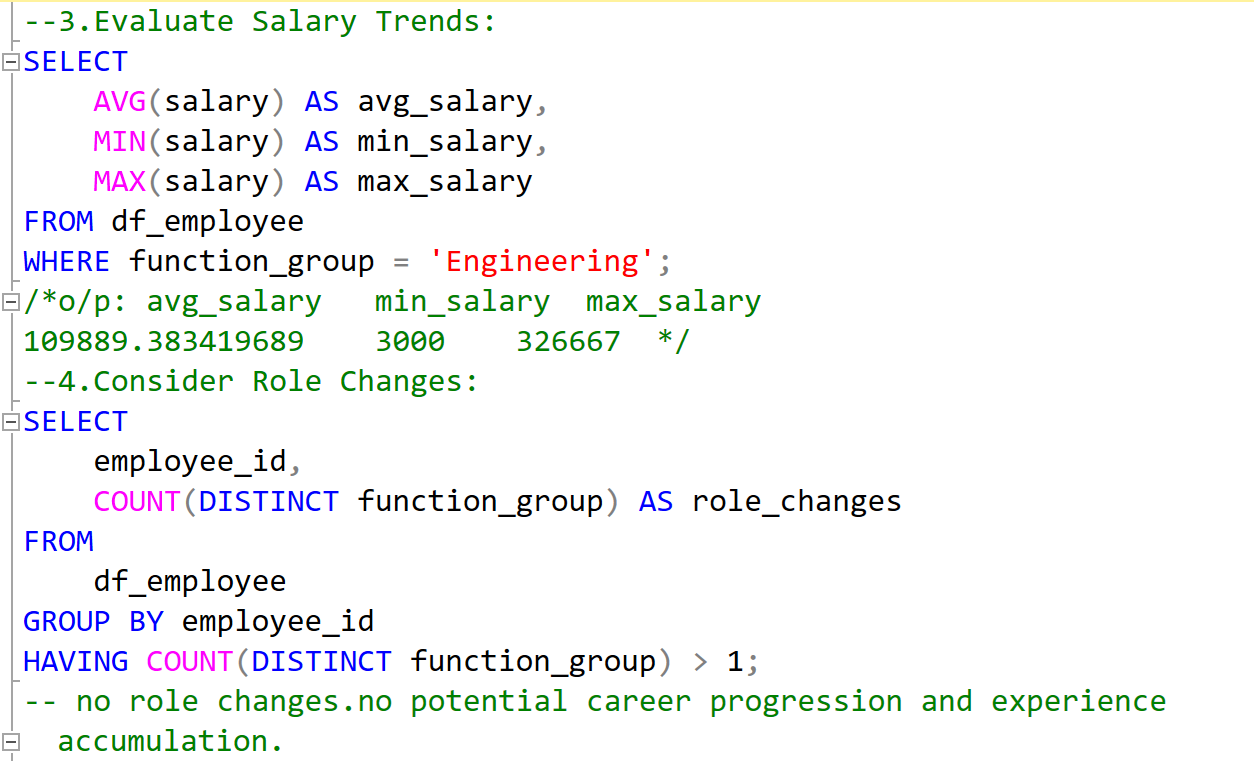 --3.Evaluate Salary Trends:
SELECT
    AVG(salary) AS avg_salary,
    MIN(salary) AS min_salary,
    MAX(salary) AS max_salary
FROM df_employee
WHERE function_group = 'Engineering';
/*o/p: avg_salary   min_salary  max_salary
109889.383419689    3000    326667  */
--4.Consider Role Changes:
SELECT
    employee_id,
    COUNT(DISTINCT function_group) AS role_changes
FROM
    df_employee
GROUP BY employee_id
HAVING COUNT(DISTINCT function_group) > 1;
-- no role changes.no potential career progression and experience
  accumulation.